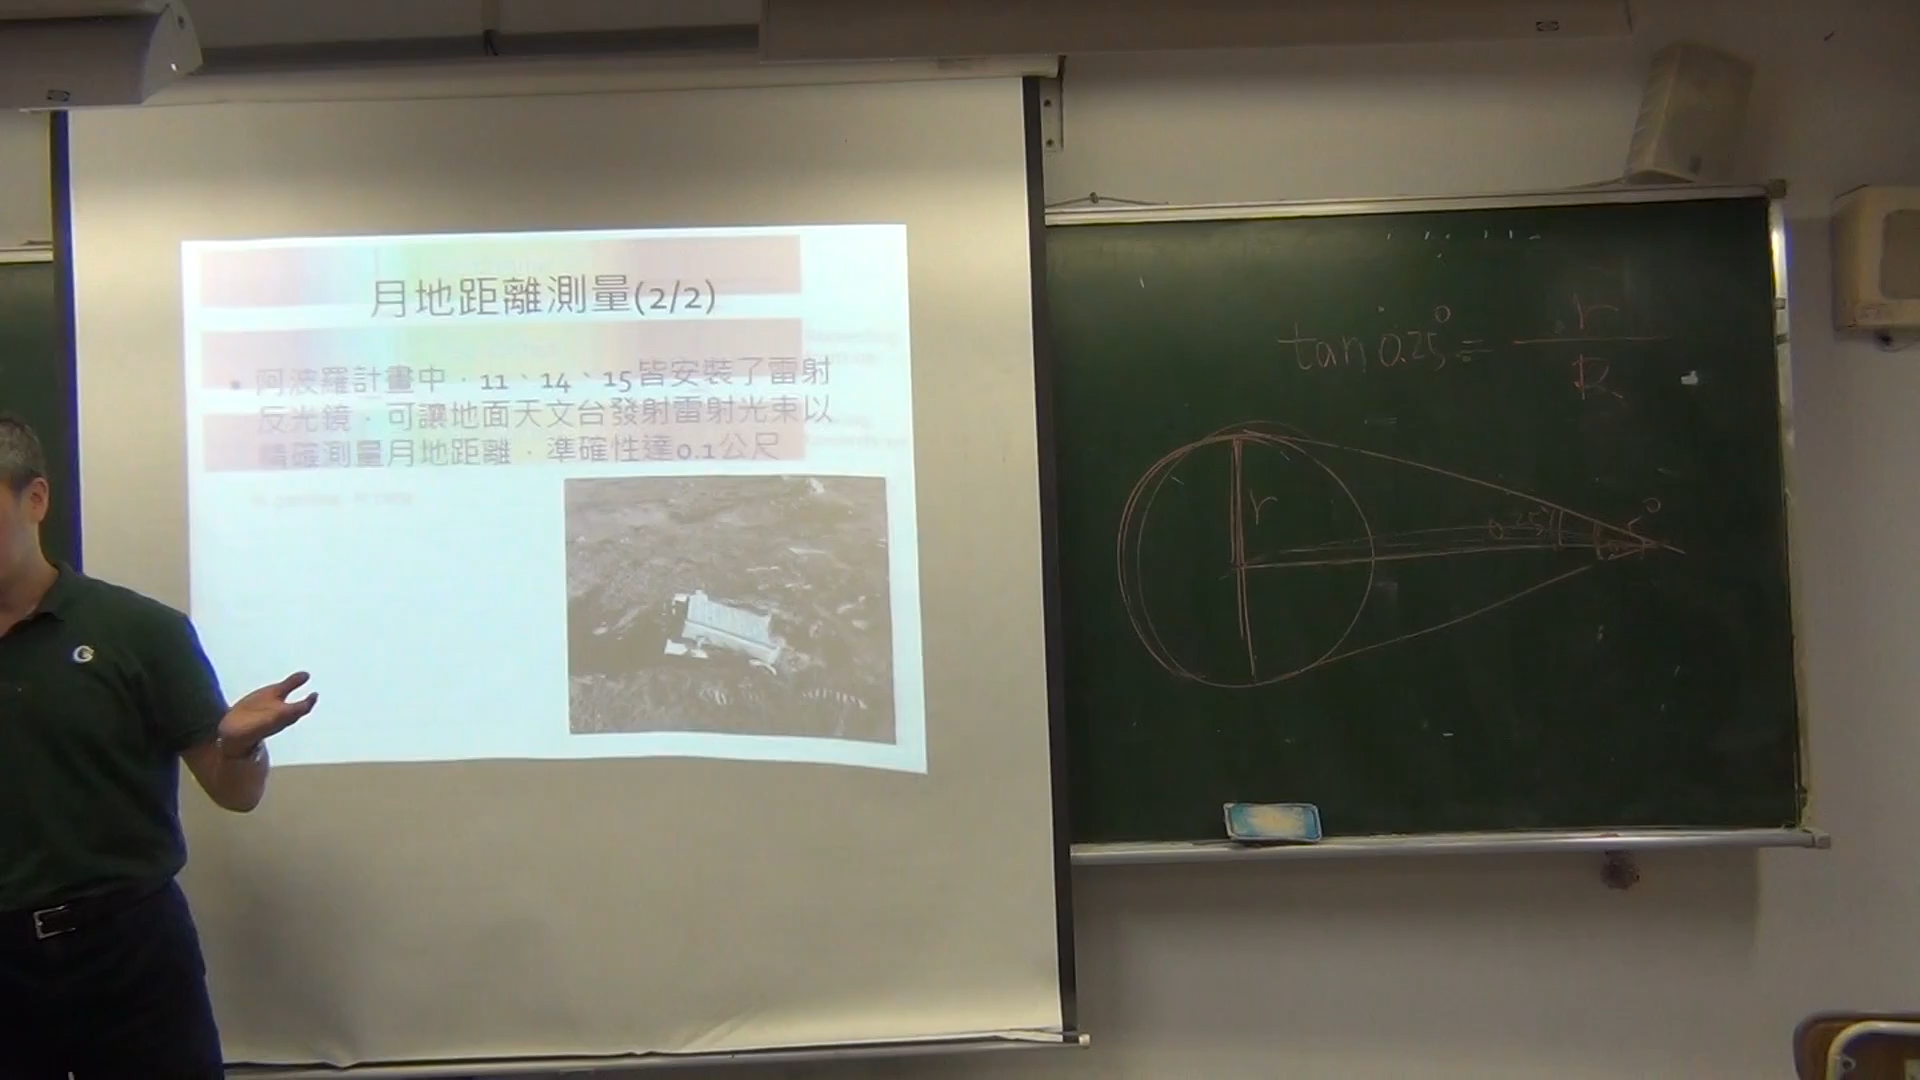 月地距離測量(2/2)
• 阿波羅計畫中，11、14、15皆安裝了雷射
反光鏡，可讓地面天文台發射雷射光束以
精確測量月地距離，準確性達0.1公尺
tan 0.25° = r
R
r
0.25°
G